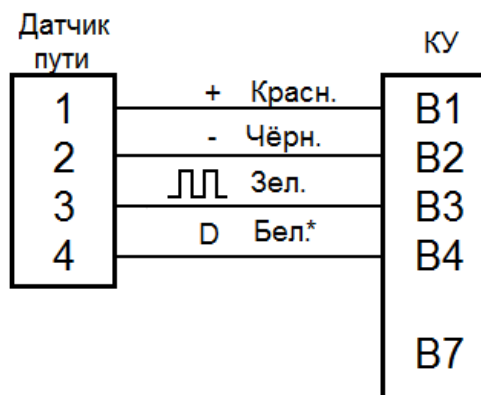 Датчик
пути
КУ
1 + Красн. B1
2 - Чёрн. B2
3 Зел. B3
4 D Бел.* B4
B7